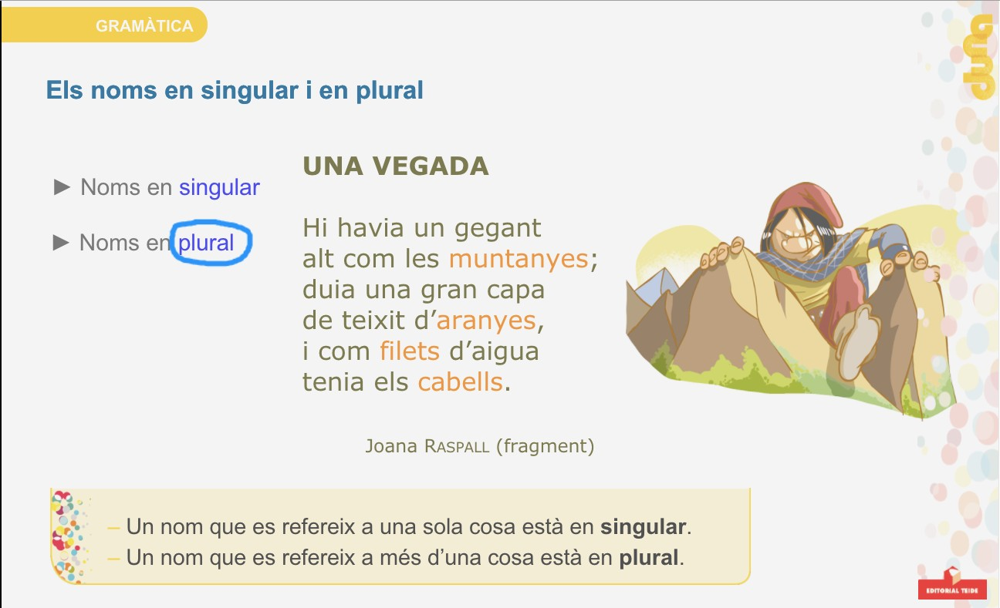 GRAMÀTICA
duna
Els noms en singular i en plural
► Noms en singular
► Noms en plural
UNA VEGADA
Hi havia un gegant
alt com les muntanyes;
duia una gran capa
de teixit d’aranyes,
i com filets d’aigua
tenia els cabells.
Joana RASPALL (fragment)
– Un nom que es refereix a una sola cosa està en singular.
– Un nom que es refereix a més d’una cosa està en plural.
EDITORIAL TEIDE